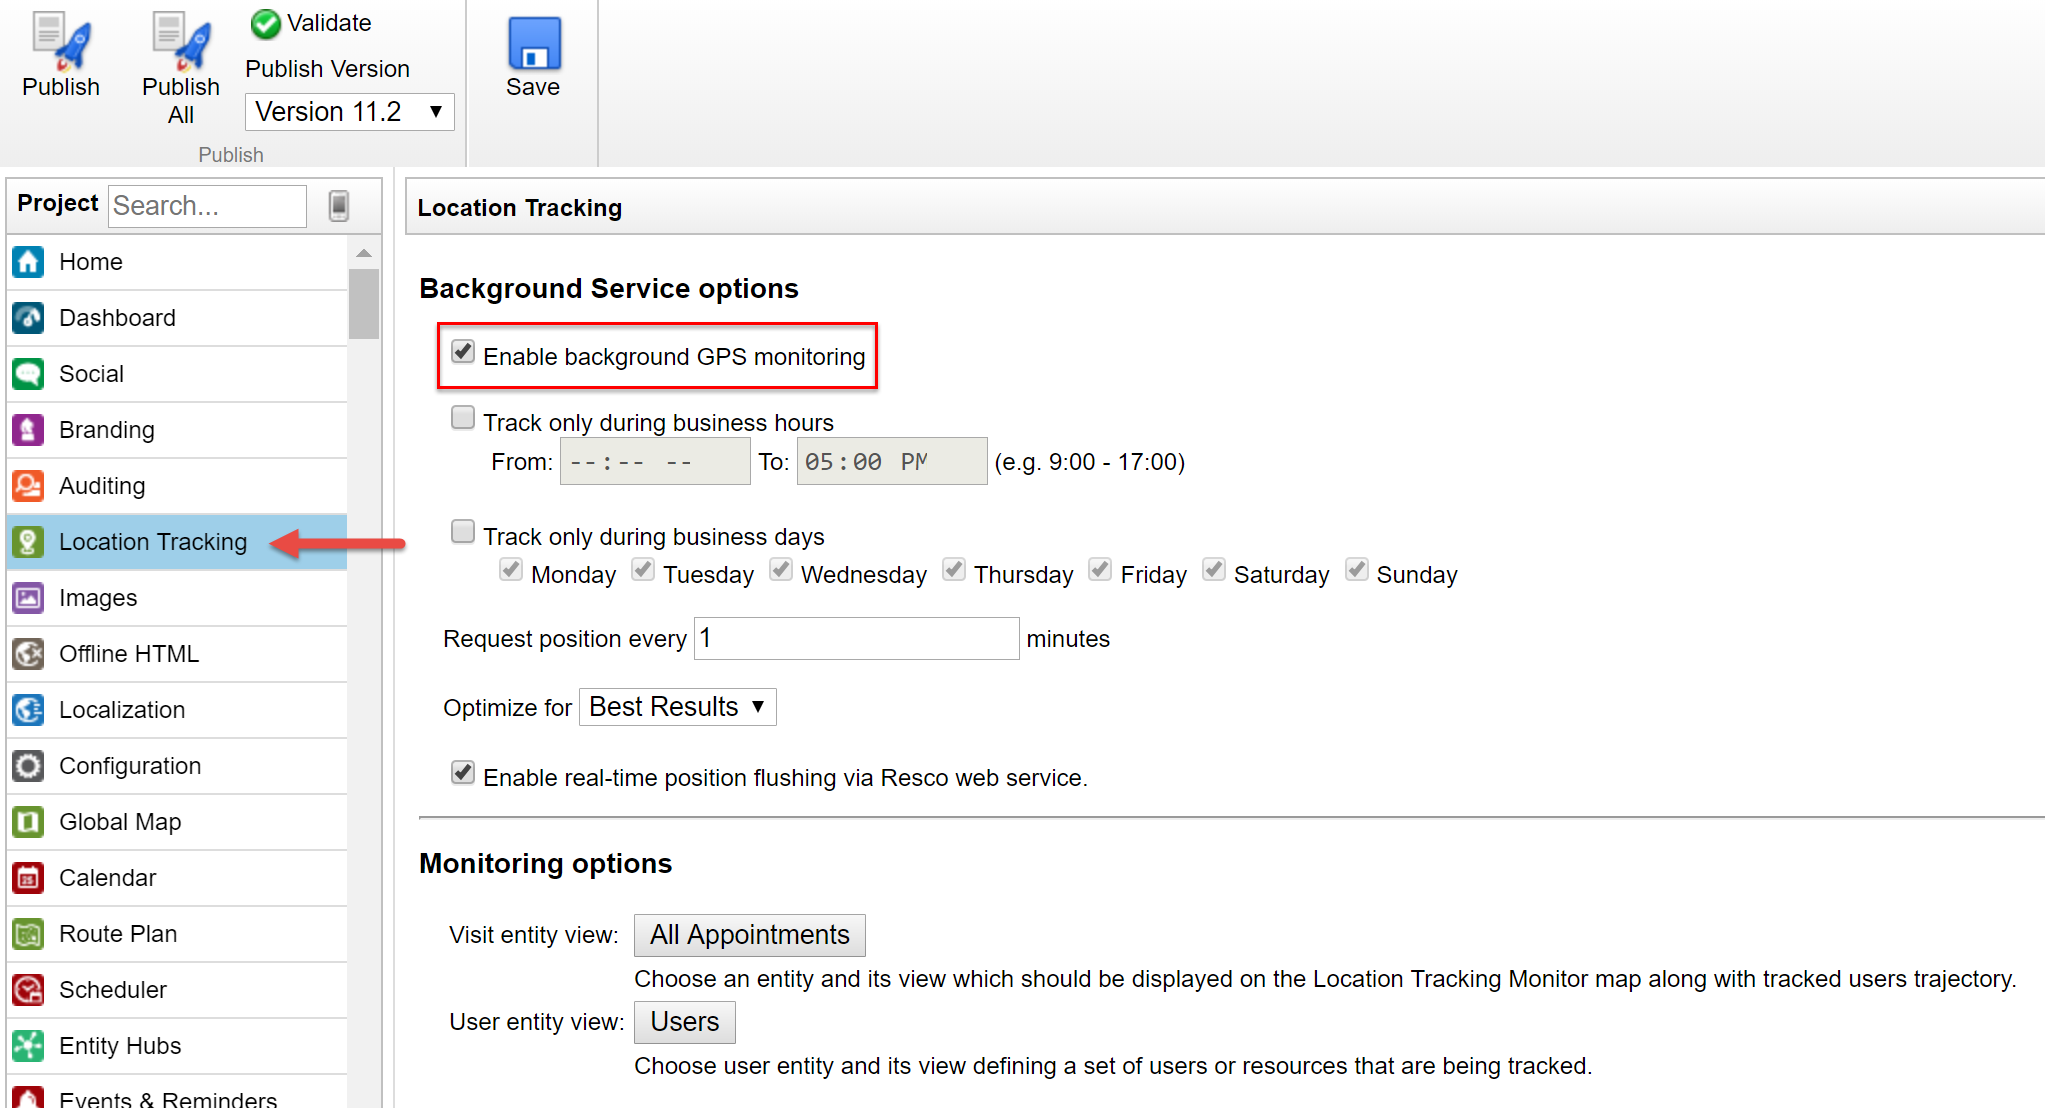 Publish
Publish
All
Validate
Publish Version
Version 11.2
Publish
Save
Project
Search...
Home
Dashboard
Social
Branding
Auditing
Location Tracking
Images
Offline HTML
Localization
Configuration
Global Map
Calendar
Route Plan
Scheduler
Entity Hubs
Events & Reminders
Location Tracking
Background Service options
Enable background GPS monitoring
Track only during business hours
From: --:-- -- To: 05:00 PM (e.g. 9:00 - 17:00)
Track only during business days
Monday Tuesday Wednesday Thursday Friday Saturday Sunday
Request position every 1 minutes
Optimize for Best Results
Enable real-time position flushing via Resco web service.
Monitoring options
Visit entity view: All Appointments
Choose an entity and its view which should be displayed on the Location Tracking Monitor map along with tracked users trajectory.
User entity view: Users
Choose user entity and its view defining a set of users or resources that are being tracked.